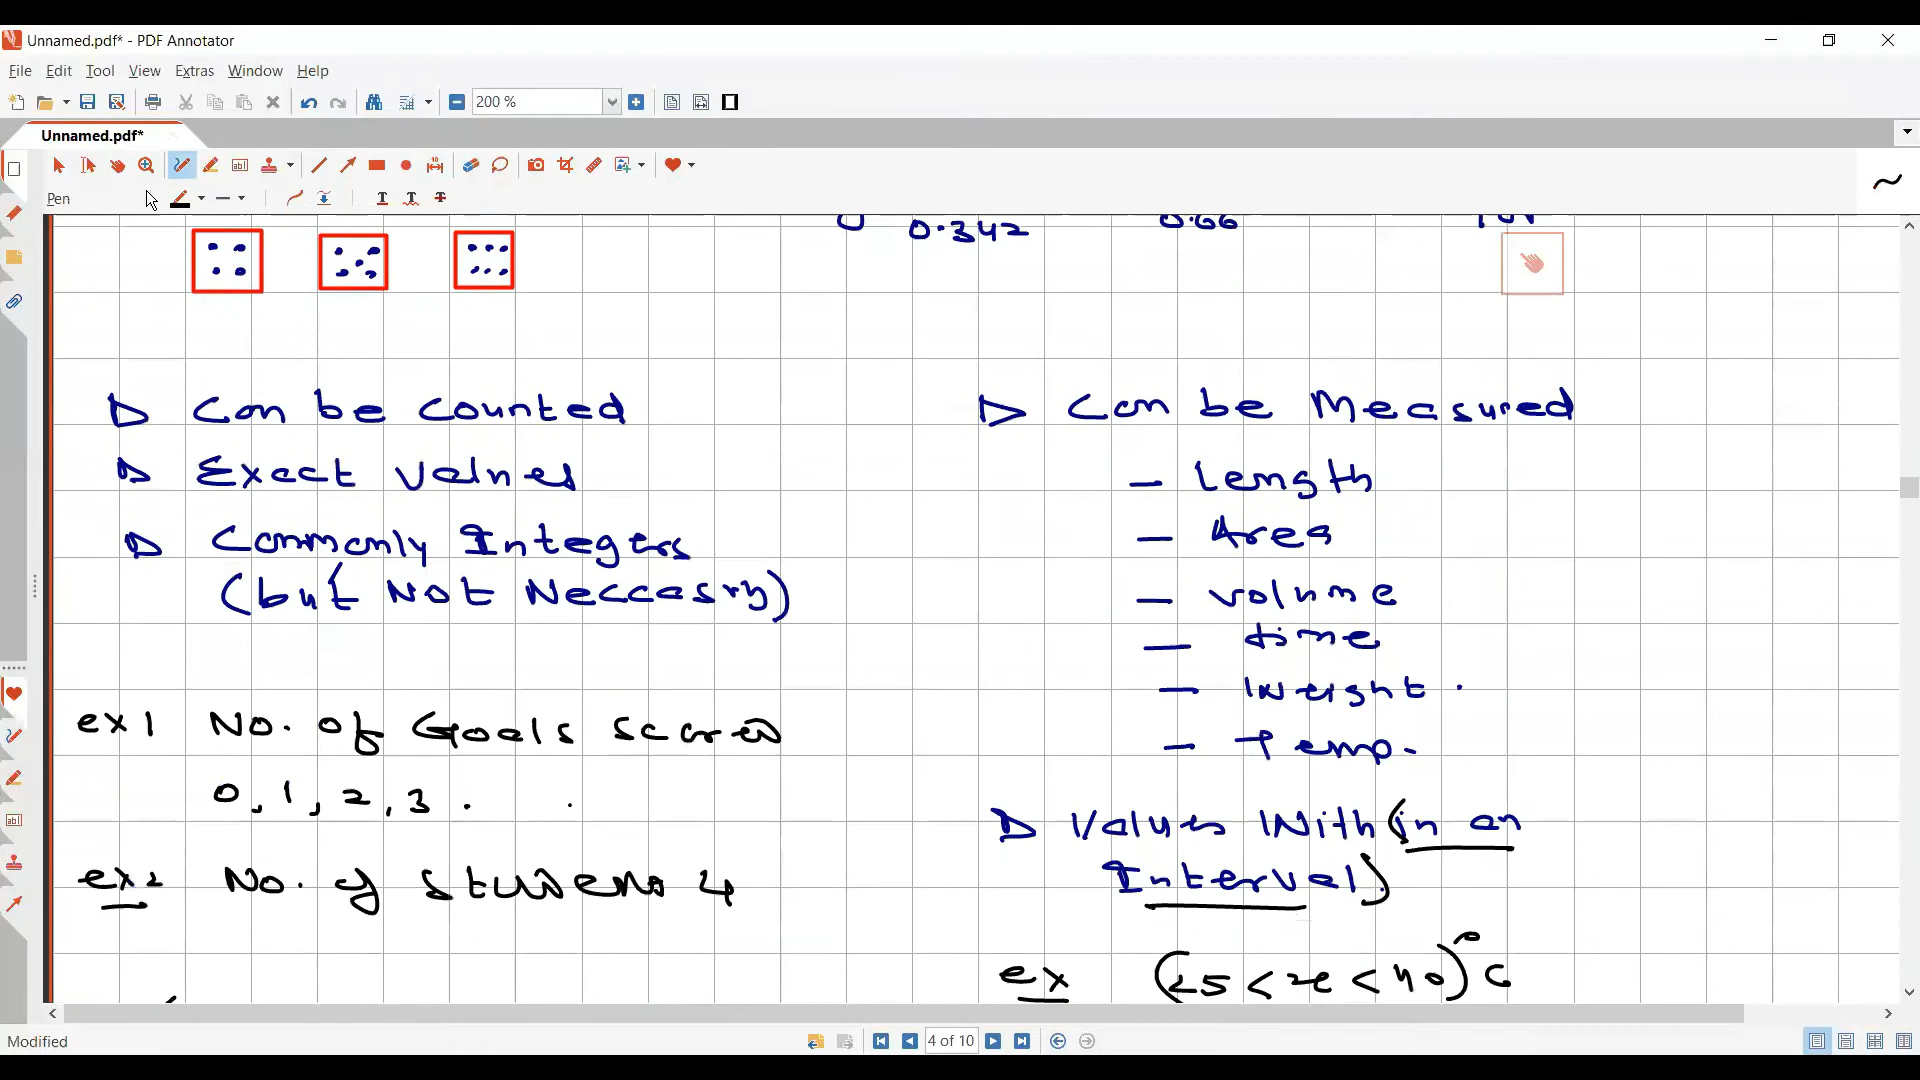 Unnamed.pdf* - PDF Annotator
File Edit Tool View Extras Window Help
200 %
Unnamed.pdf*
Pen
0.342 0.66
Can be counted
Exact values
Commonly Integers
(but Not Neccesry)
ex 1 No. of Goals scored
0, 1, 2, 3 .
ex 2 No. of students 4
Can be Measured
- Length
- Area
- Volume
- time
- Weight .
- Temp.
Values With(in an
Interval)
ex (25 < x < 40)° C
Modified
4 of 10